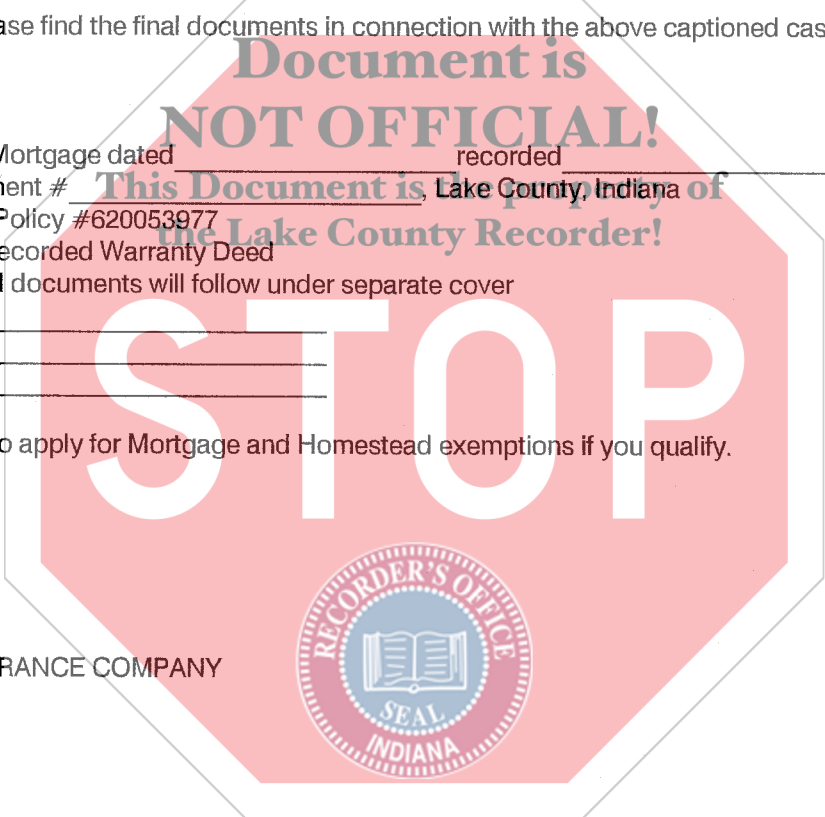 ase find the final documents in connection with the above captioned cas
Document is
NOT OFFICIAL!
Mortgage dated recorded
ent # , Lake County, Indiana
This Document is the property of
Policy #620053977
the Lake County Recorder!
ecorded Warranty Deed
documents will follow under separate cover
STOP
o apply for Mortgage and Homestead exemptions if you qualify.
RECORDER'S OFFICE
SEAL
INDIANA
RANCE COMPANY